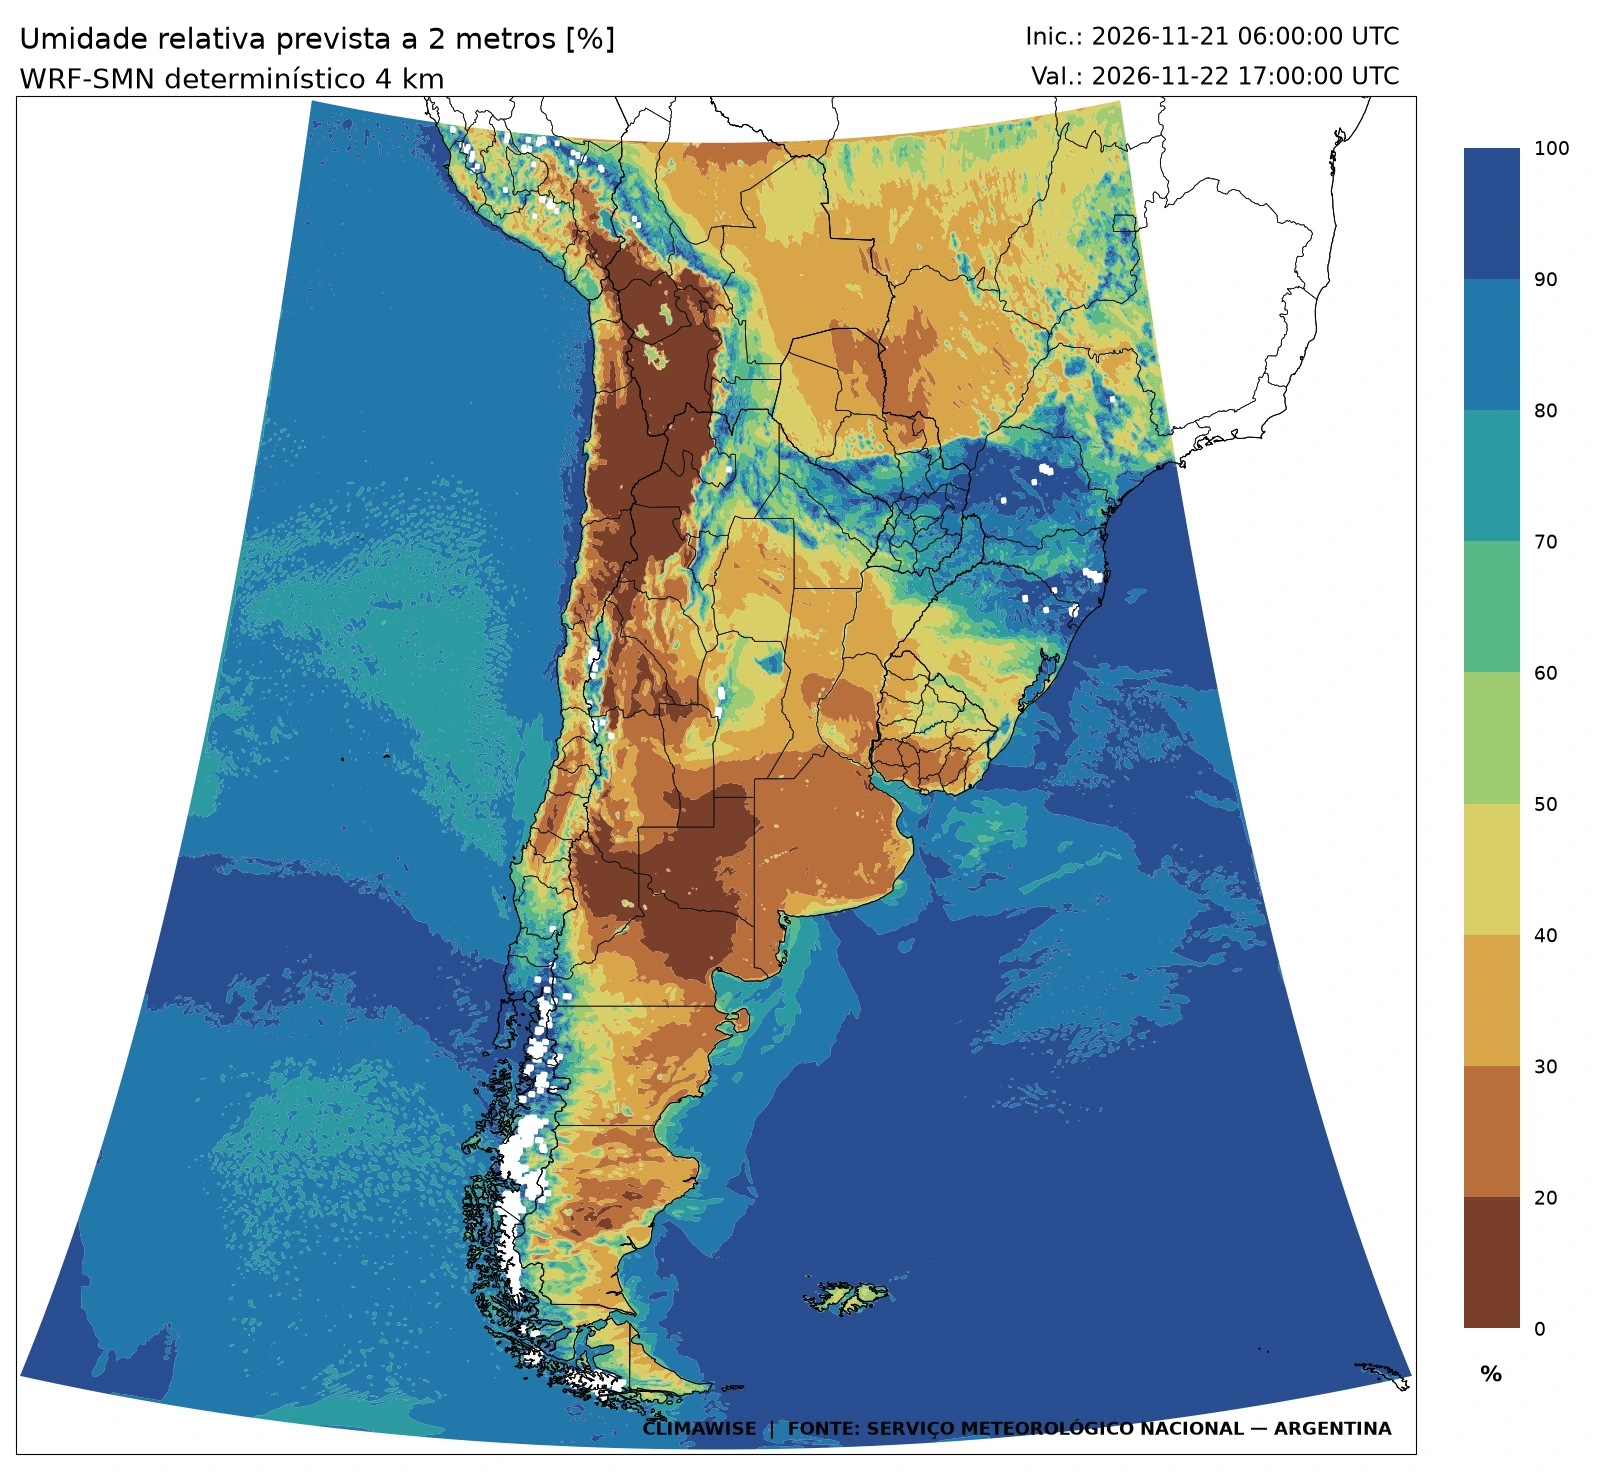 Umidade relativa prevista a 2 metros [%]
WRF-SMN determinístico 4 km
Inic.: 2026-11-21 06:00:00 UTC
Val.: 2026-11-22 17:00:00 UTC
100
90
80
70
60
50
40
30
20
0
%
CLIMAWISE | FONTE: SERVIÇO METEOROLÓGICO NACIONAL — ARGENTINA